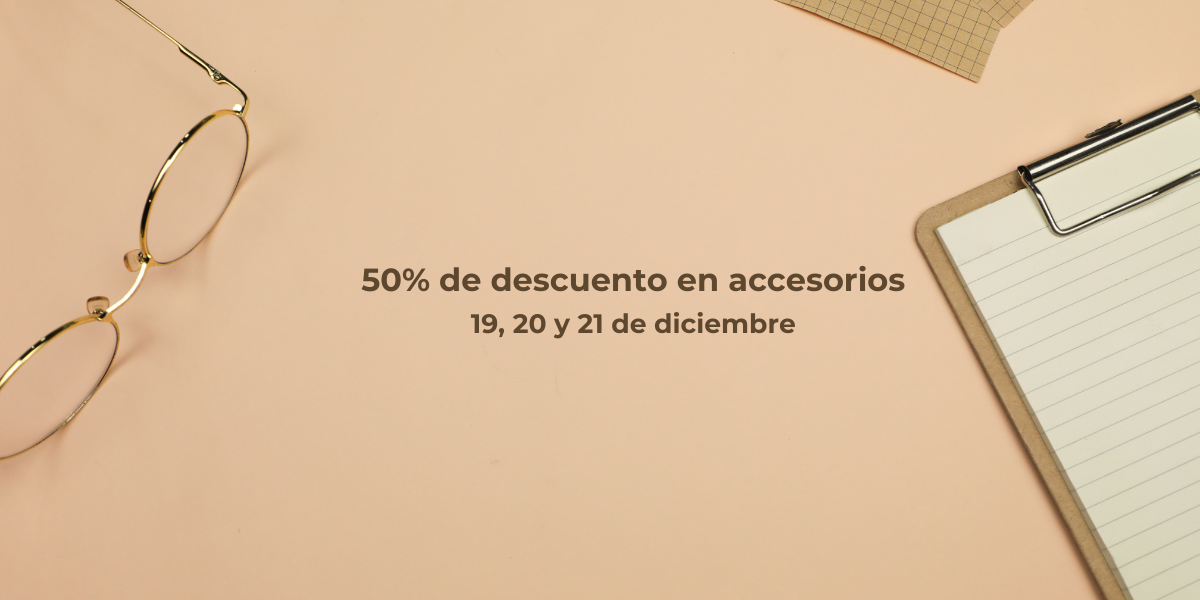 50% de descuento en accesorios
19, 20 y 21 de diciembre